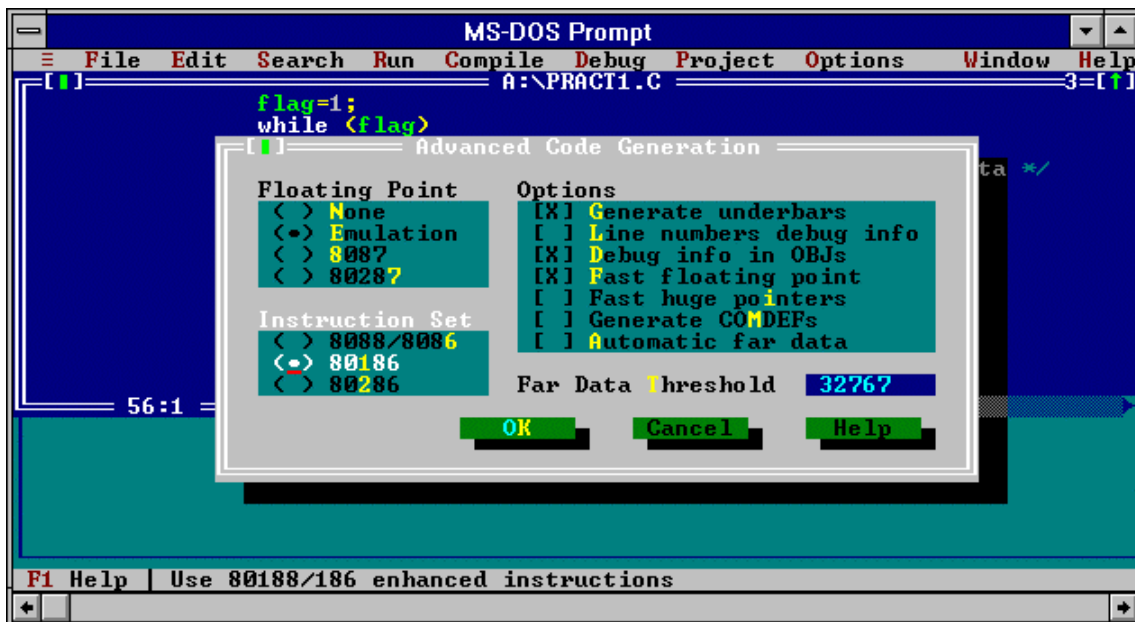 MS-DOS Prompt
≡ File Edit Search Run Compile Debug Project Options Window Help
[▮] A:\PRACT1.C 3=[↑]
flag=1;
while (flag)
ta */
[▮] Advanced Code Generation
Floating Point
( ) None
(•) Emulation
( ) 8087
( ) 80287
Instruction Set
( ) 8088/8086
(•) 80186
( ) 80286
Options
[X] Generate underbars
[ ] Line numbers debug info
[X] Debug info in OBJs
[X] Fast floating point
[ ] Fast huge pointers
[ ] Generate COMDEFs
[ ] Automatic far data
Far Data Threshold 32767
OK Cancel Help
56:1
F1 Help | Use 80188/186 enhanced instructions